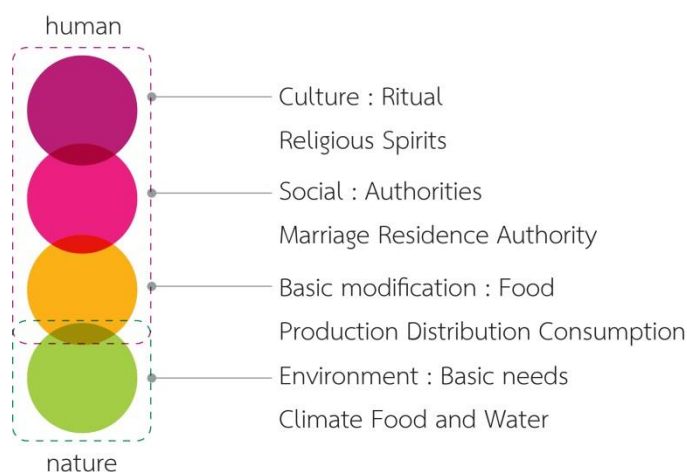 human
Culture : Ritual
Religious Spirits
Social : Authorities
Marriage Residence Authority
Basic modification : Food
Production Distribution Consumption
Environment : Basic needs
Climate Food and Water
nature